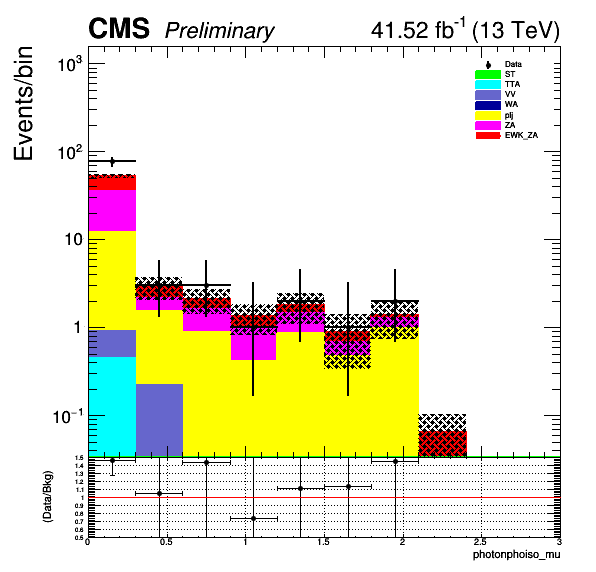 CMS Preliminary 41.52 fb-1 (13 TeV)
Events/bin
10³
10²
10
1
10⁻¹
Data
ST
TTA
VV
WA
plj
ZA
EWK_ZA
(Data/Bkg)
1.5
1.4
1.3
1.2
1.1
1
0.9
0.8
0.7
0.6
0.5
0 0.5 1 1.5 2 2.5 3
photonphoiso_mu